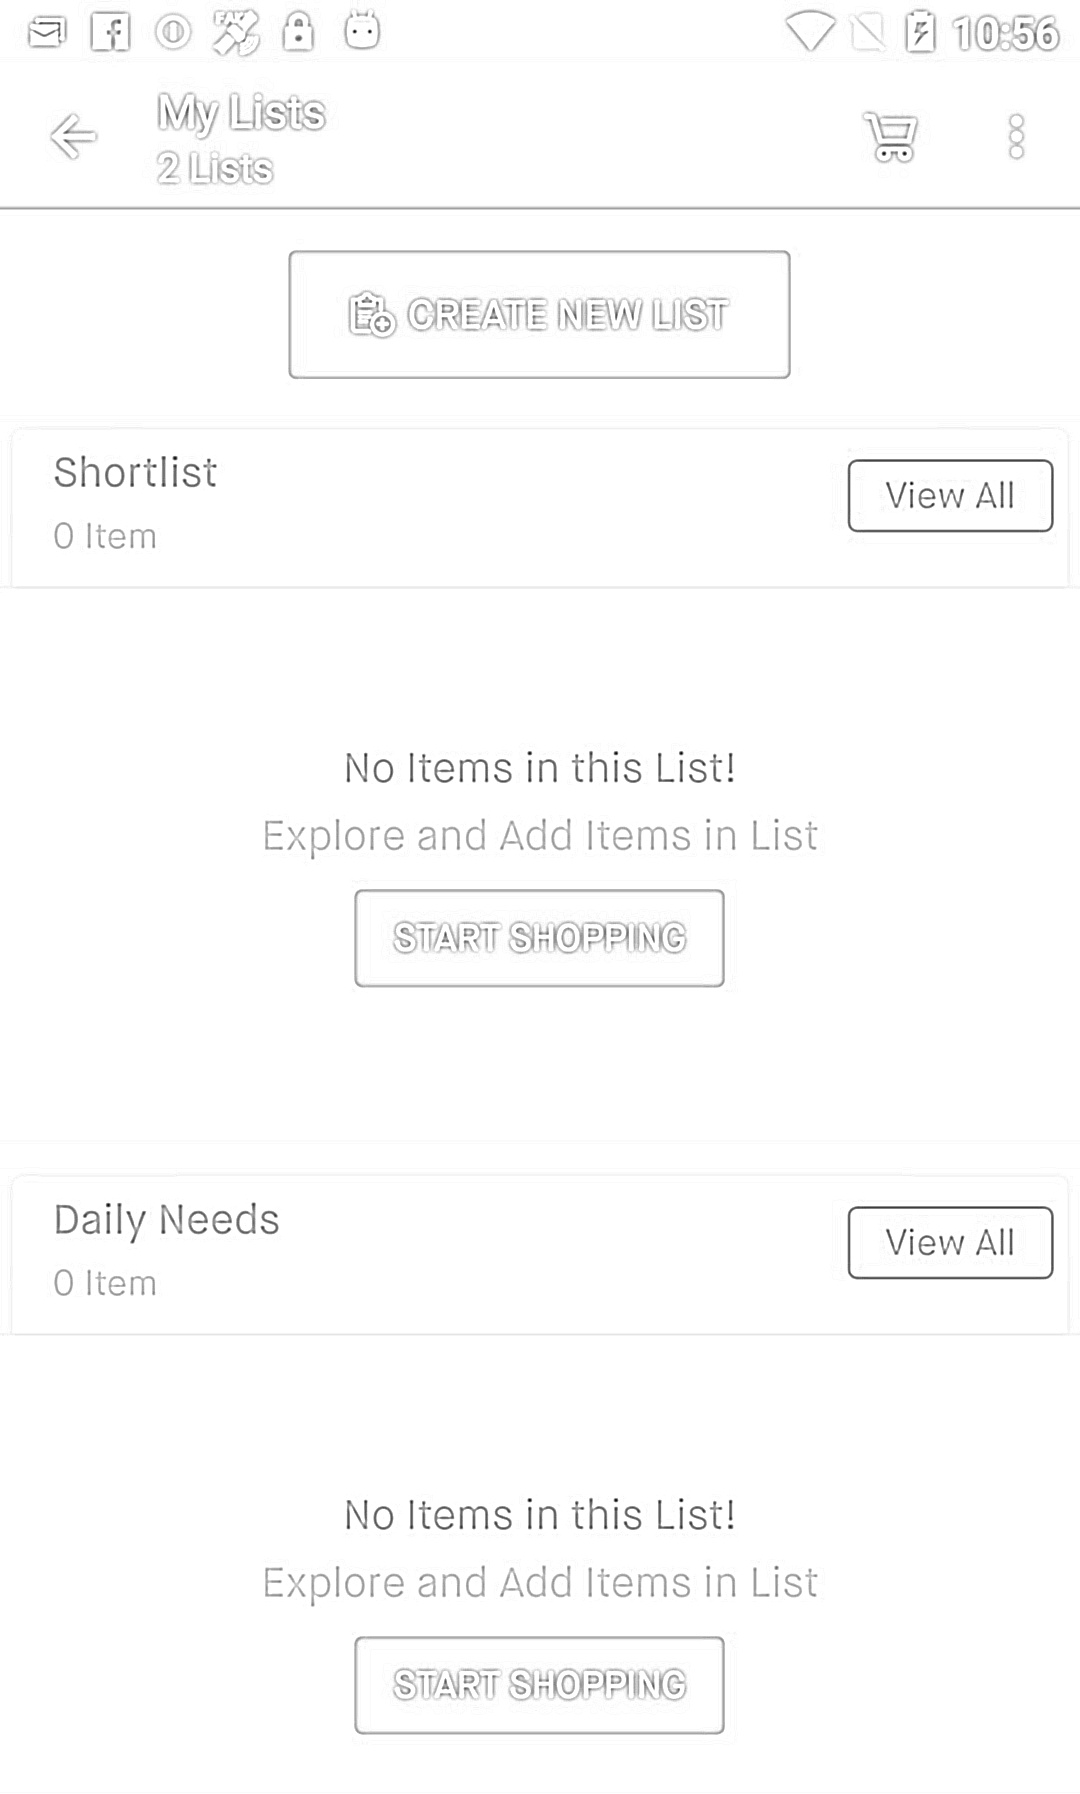 10:56
My Lists
2 Lists
CREATE NEW LIST
Shortlist
View All
0 Item
No Items in this List!
Explore and Add Items in List
START SHOPPING
Daily Needs
View All
0 Item
No Items in this List!
Explore and Add Items in List
START SHOPPING